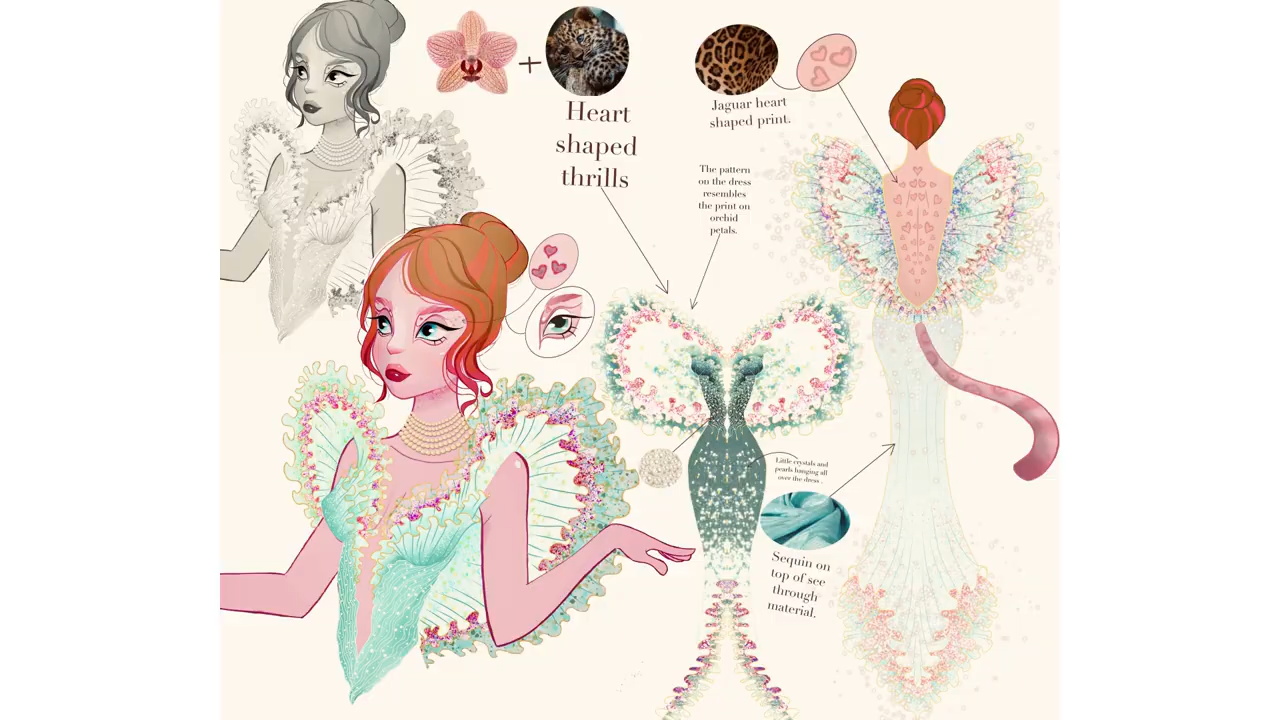 Heart
shaped
thrills
Jaguar heart
shaped print.
The pattern
on the dress
resembles
the print on
orchid
petals.
Little crystals and
pearls hanging all
over the dress .
Sequin on
top of see
through
material.